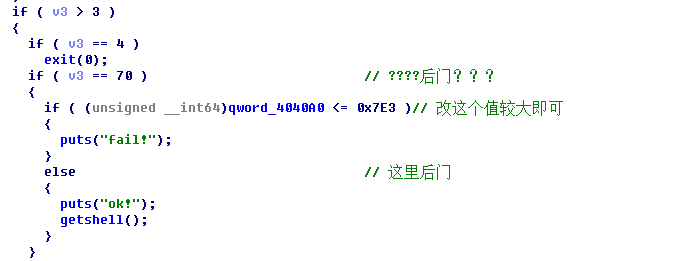 if ( v3 > 3 )
{
if ( v3 == 4 )
exit(0);
if ( v3 == 70 ) // ????后门？？？
{
if ( (unsigned __int64)qword_4040A0 <= 0x7E3 )// 改这个值较大即可
{
puts("fail!");
}
else // 这里后门
{
puts("ok!");
getshell();
}
}